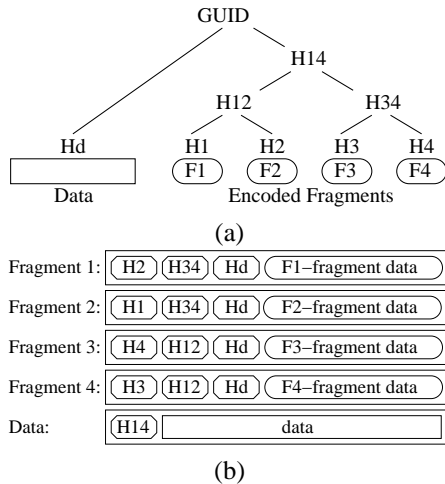 GUID
H14
H12 H34
Hd H1 H2 H3 H4
F1 F2 F3 F4
Data Encoded Fragments
(a)
Fragment 1: H2 H34 Hd F1−fragment data
Fragment 2: H1 H34 Hd F2−fragment data
Fragment 3: H4 H12 Hd F3−fragment data
Fragment 4: H3 H12 Hd F4−fragment data
Data: H14 data
(b)